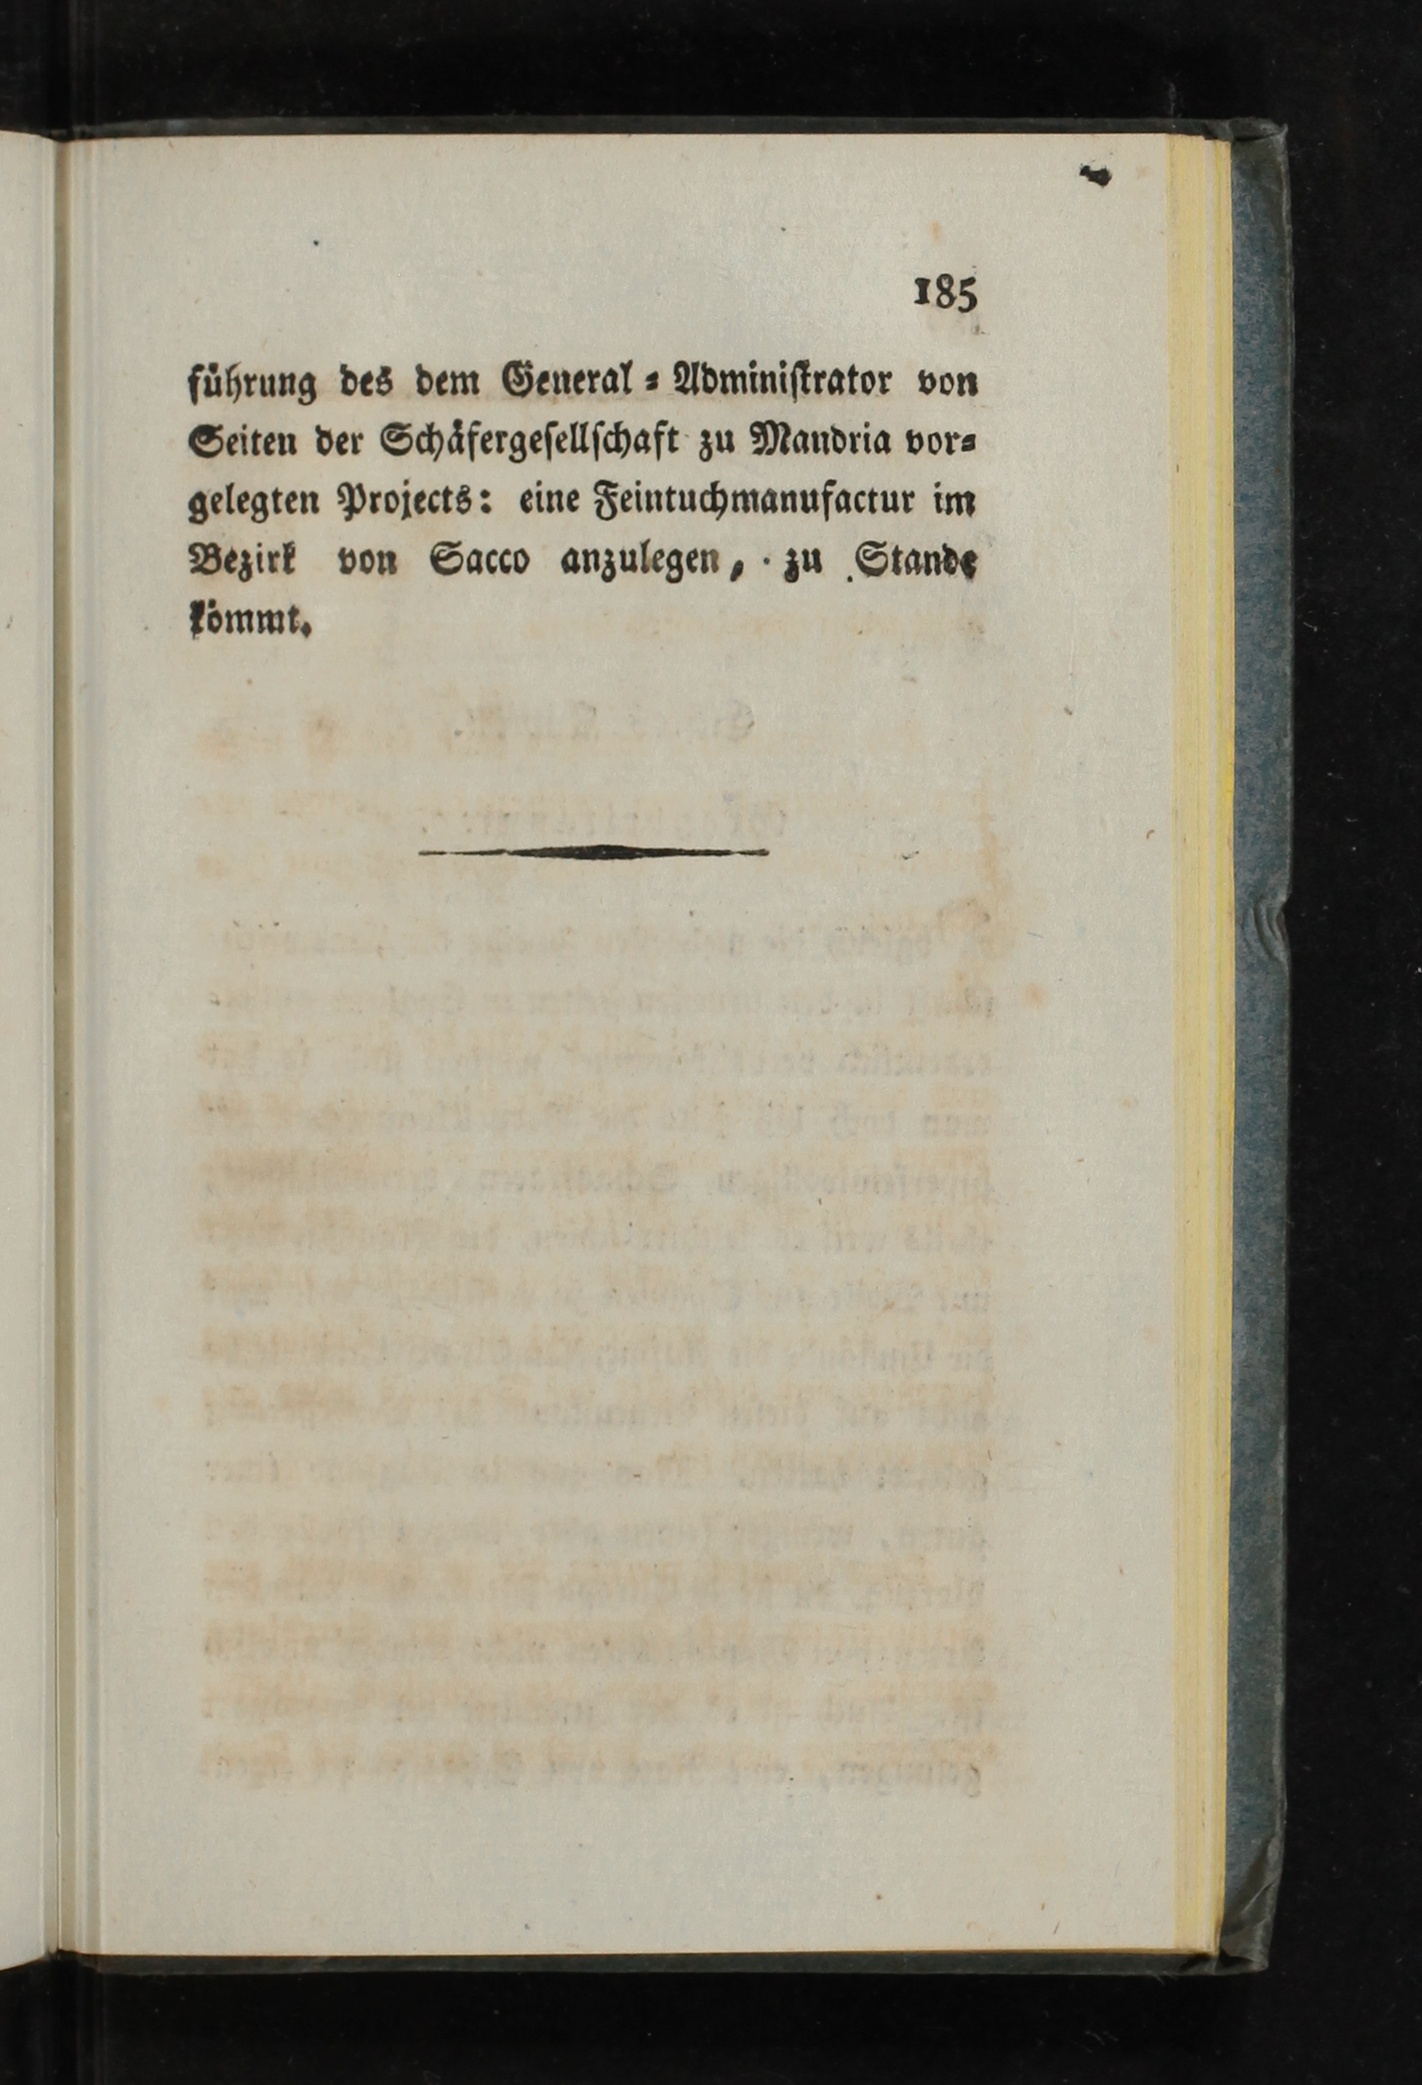 185
führung des dem General-Administrator von
Seiten der Schäfergesellschaft zu Mandria vor-
gelegten Projects: eine Feintuchmanufactur im
Bezirk von Sacco anzulegen, zu Stande
kömmt.